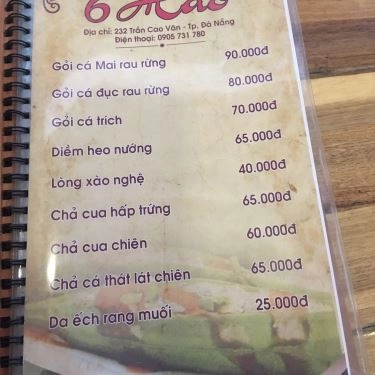 6 Hào
Địa chỉ: 232 Trần Cao Vân - Tp. Đà Nẵng
Điện thoại: 0905 731 780
Gỏi cá Mai rau rừng 90.000đ
Gỏi cá đục rau rừng 80.000đ
Gỏi cá trich 70.000đ
Diềm heo nướng 65.000đ
Lòng xào nghệ 40.000đ
Chả cua hấp trứng 65.000đ
Chả cua chiên 60.000đ
Chả cá thát lát chiên 65.000đ
Da ếch rang muối 25.000đ